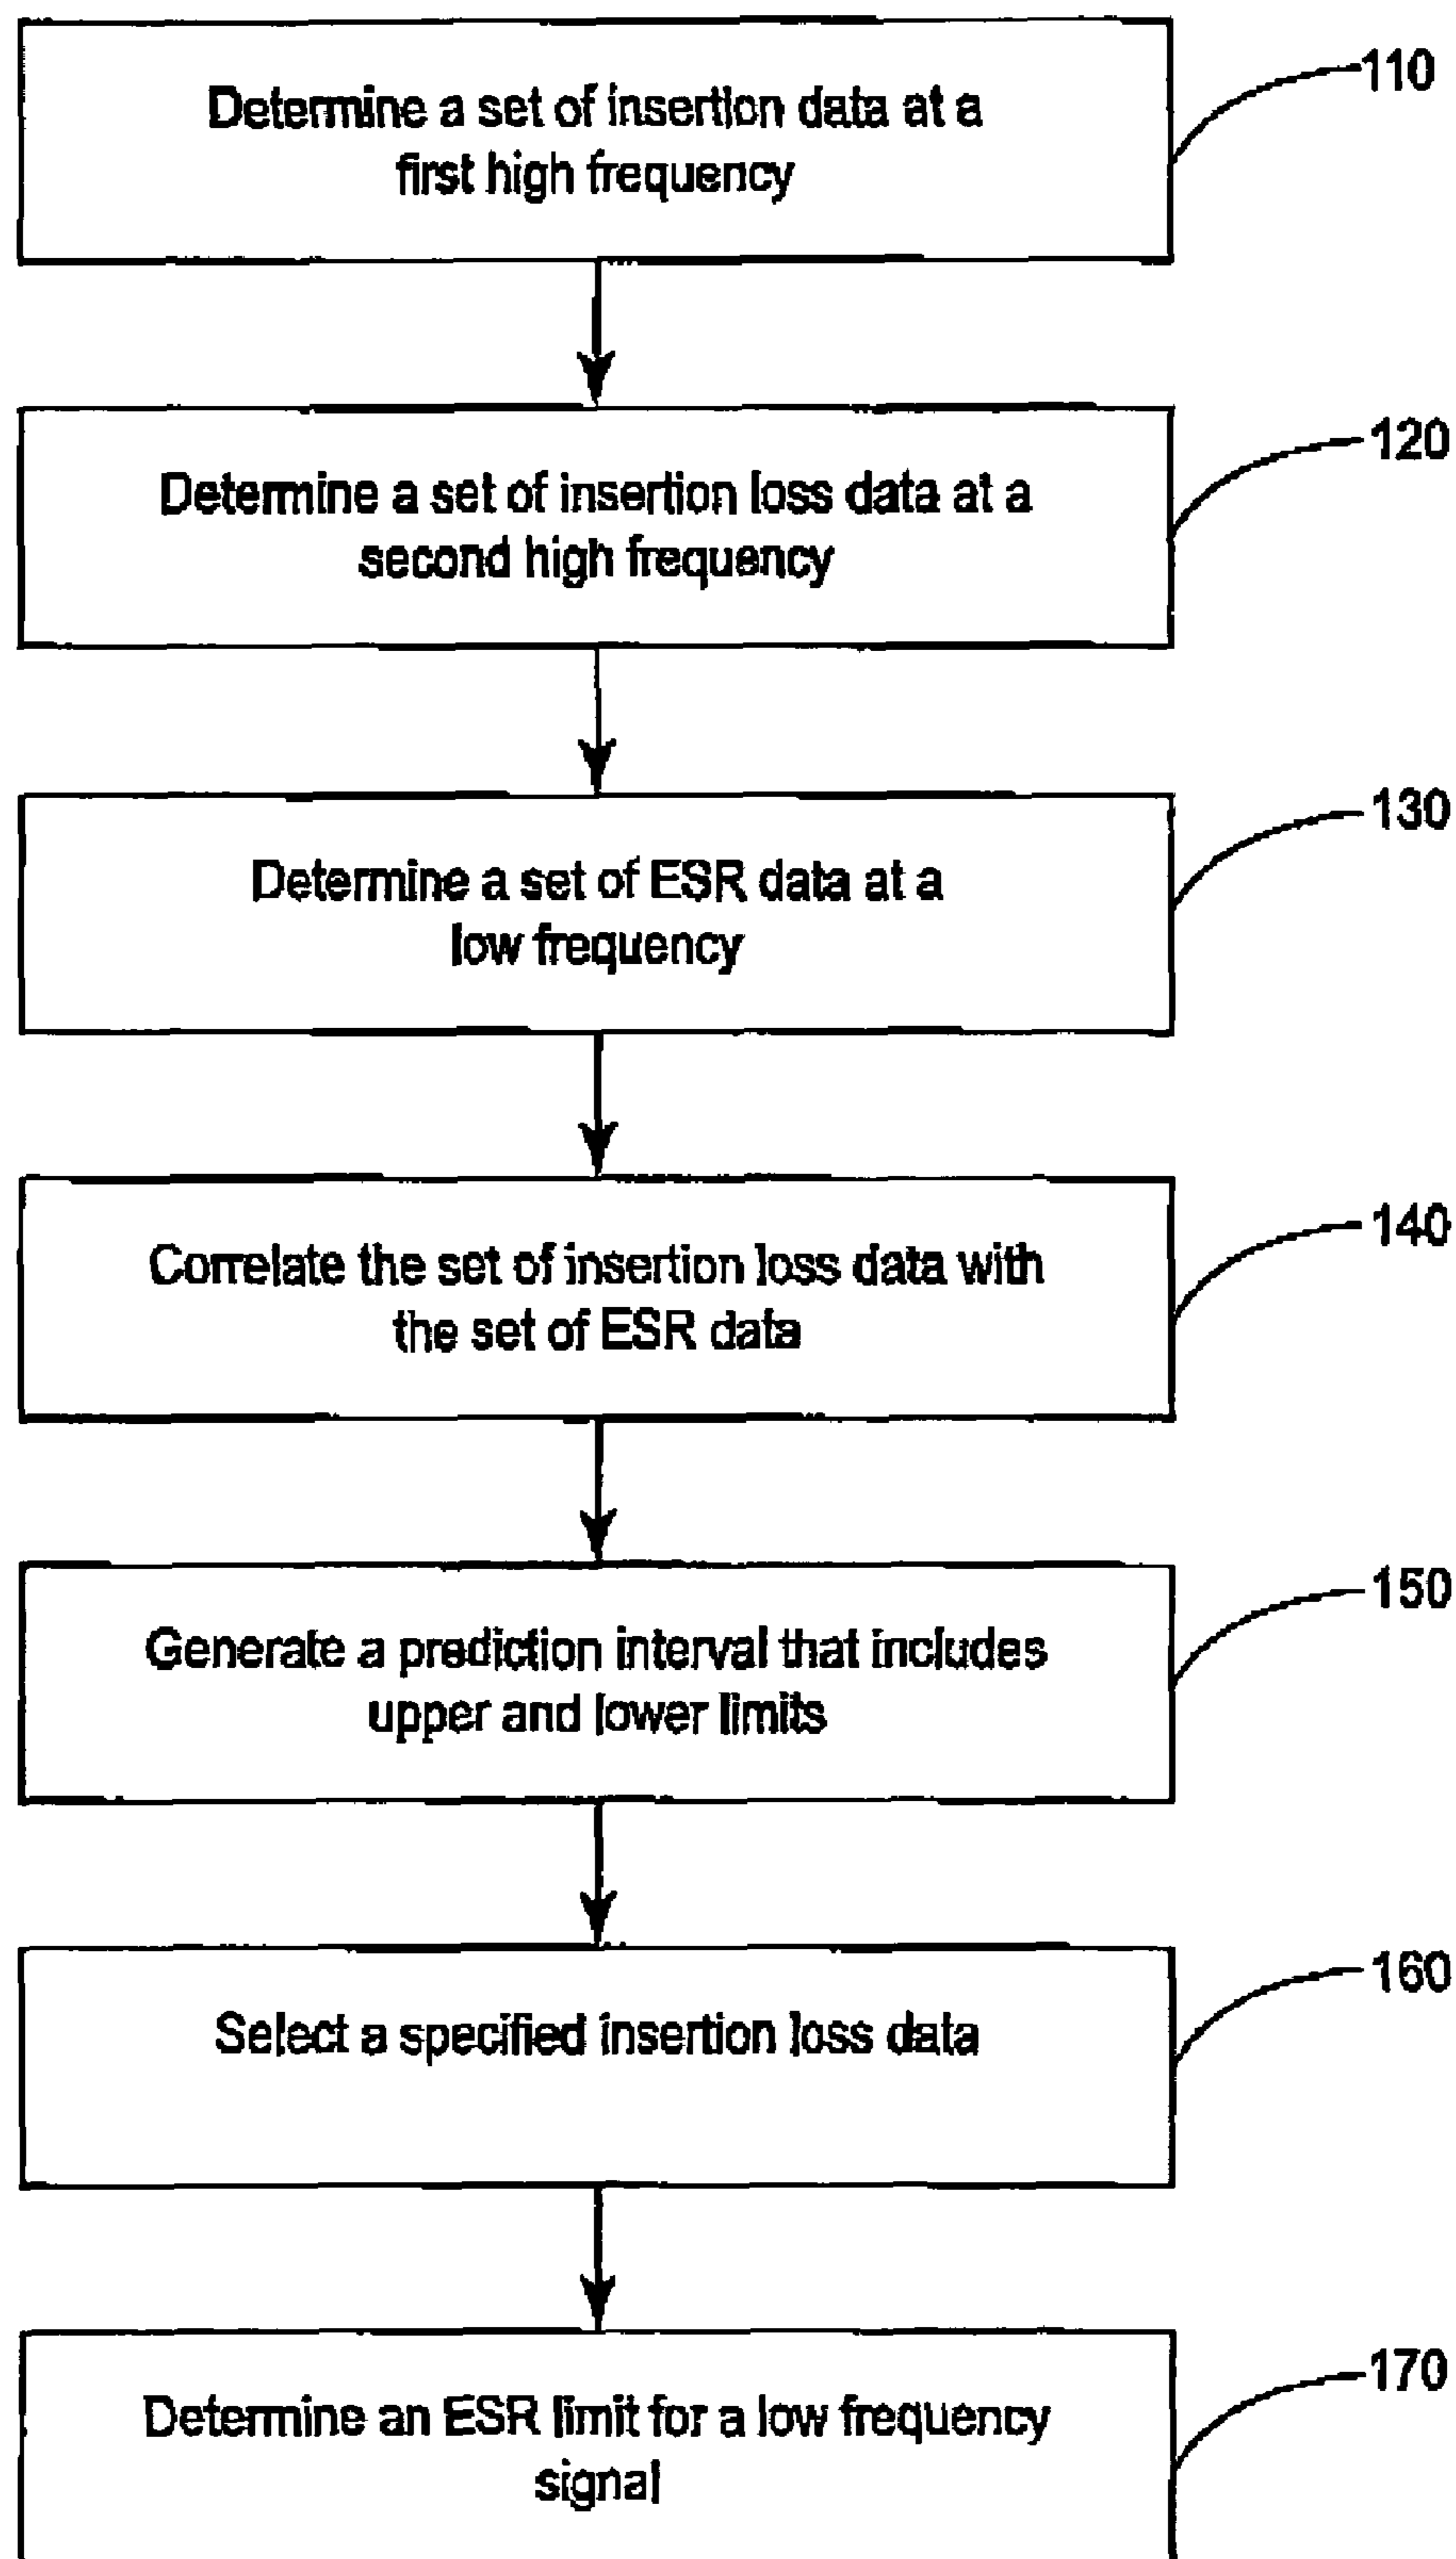 Determine a set of insertion data at a
first high frequency
110
Determine a set of insertion loss data at a
second high frequency
120
Determine a set of ESR data at a
low frequency
130
Correlate the set of insertion loss data with
the set of ESR data
140
Generate a prediction interval that includes
upper and lower limits
150
Select a specified insertion loss data
160
Determine an ESR limit for a low frequency
signal
170